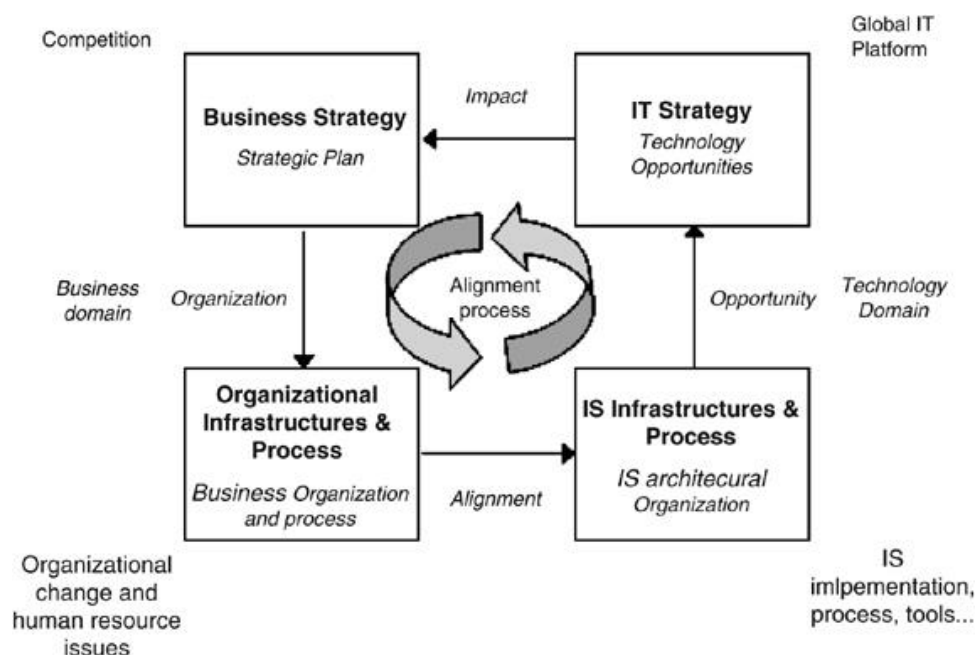 Competition
Global IT
Platform
Impact
Business Strategy
Strategic Plan
IT Strategy
Technology
Opportunities
Business
domain
Organization
Alignment
process
Opportunity
Technology
Domain
Organizational
Infrastructures &
Process
Business Organization
and process
Alignment
IS Infrastructures &
Process
IS architecural
Organization
Organizational
change and
human resource
issues
IS
imlpementation,
process, tools...